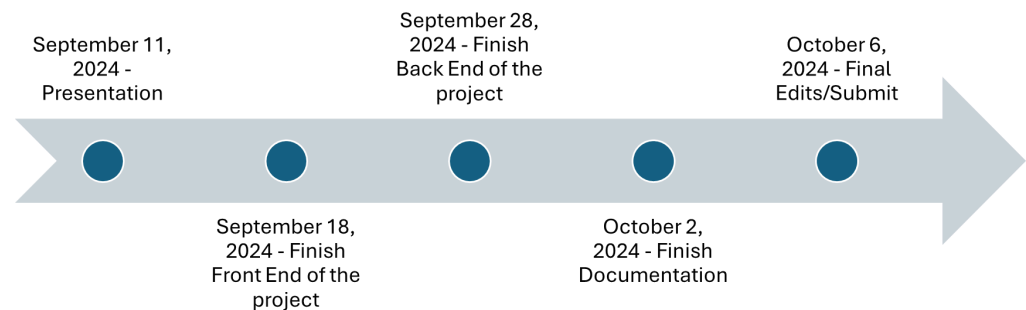 September 11,
2024 -
Presentation
September 18,
2024 - Finish
Front End of the
project
September 28,
2024 - Finish
Back End of the
project
October 2,
2024 - Finish
Documentation
October 6,
2024 - Final
Edits/Submit